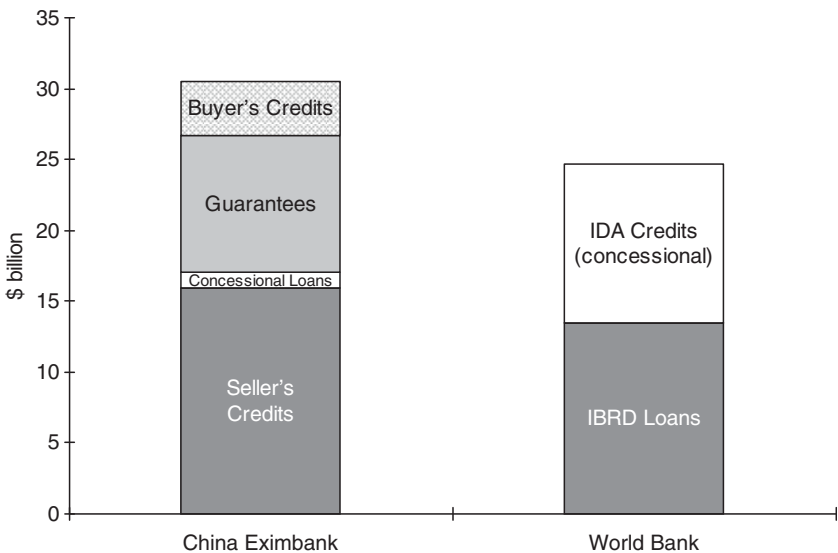 35
30
25
20
15
10
5
0
$ billion
Buyer's Credits
Guarantees
Concessional Loans
Seller's
Credits
IDA Credits
(concessional)
IBRD Loans
China Eximbank
World Bank